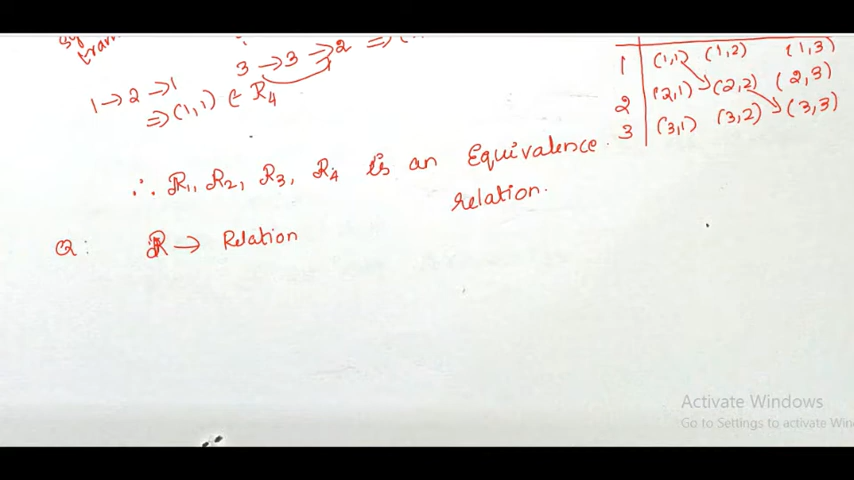 3 → 3 → 2 ⇒ (
1 (1,1) (1,2) (1,3)
1 → 2 → 1
⇒ (1,1) ∈ R4
2 (2,1) (2,2) (2,3)
3 (3,1) (3,2) (3,3)
∴ R1, R2, R3, R4 is an Equivalence
relation.
Q: R → Relation
Activate Windows
Go to Settings to activate Win